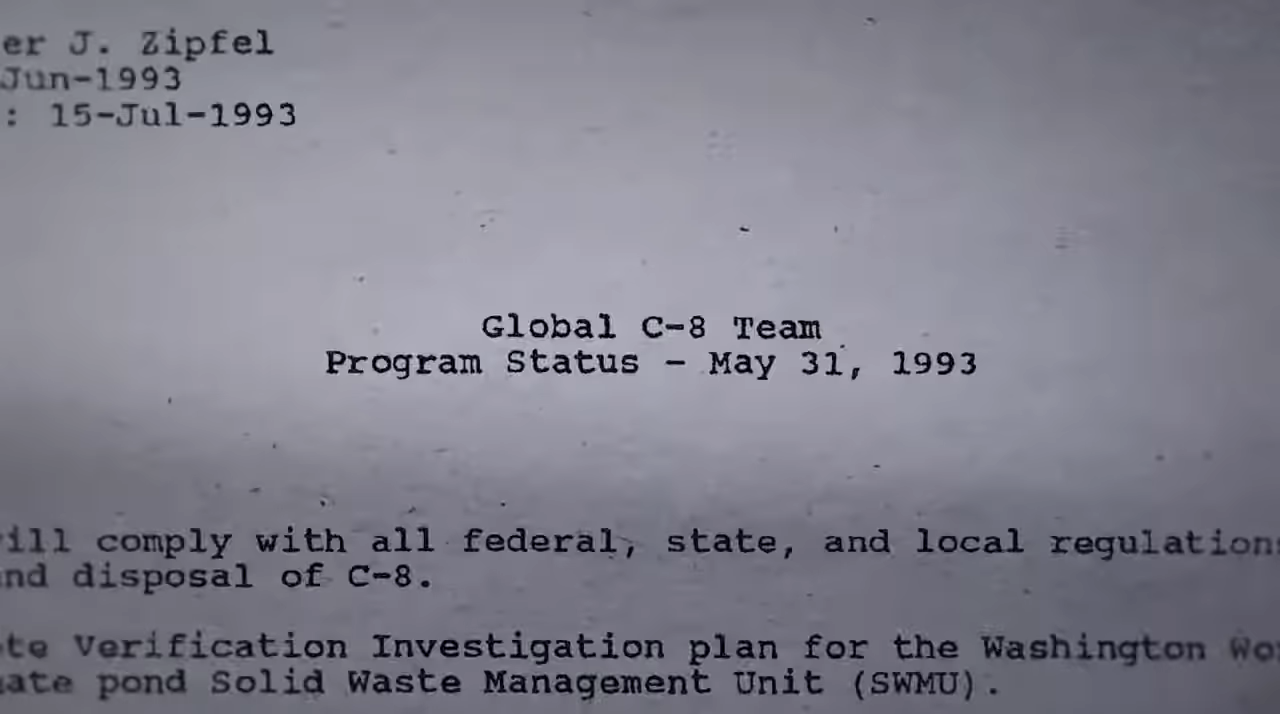 er J. Zipfel
Jun-1993
: 15-Jul-1993
Global C-8 Team
Program Status - May 31, 1993
ill comply with all federal, state, and local regulations
nd disposal of C-8.
te Verification Investigation plan for the Washington Wo
ate pond Solid Waste Management Unit (SWMU).